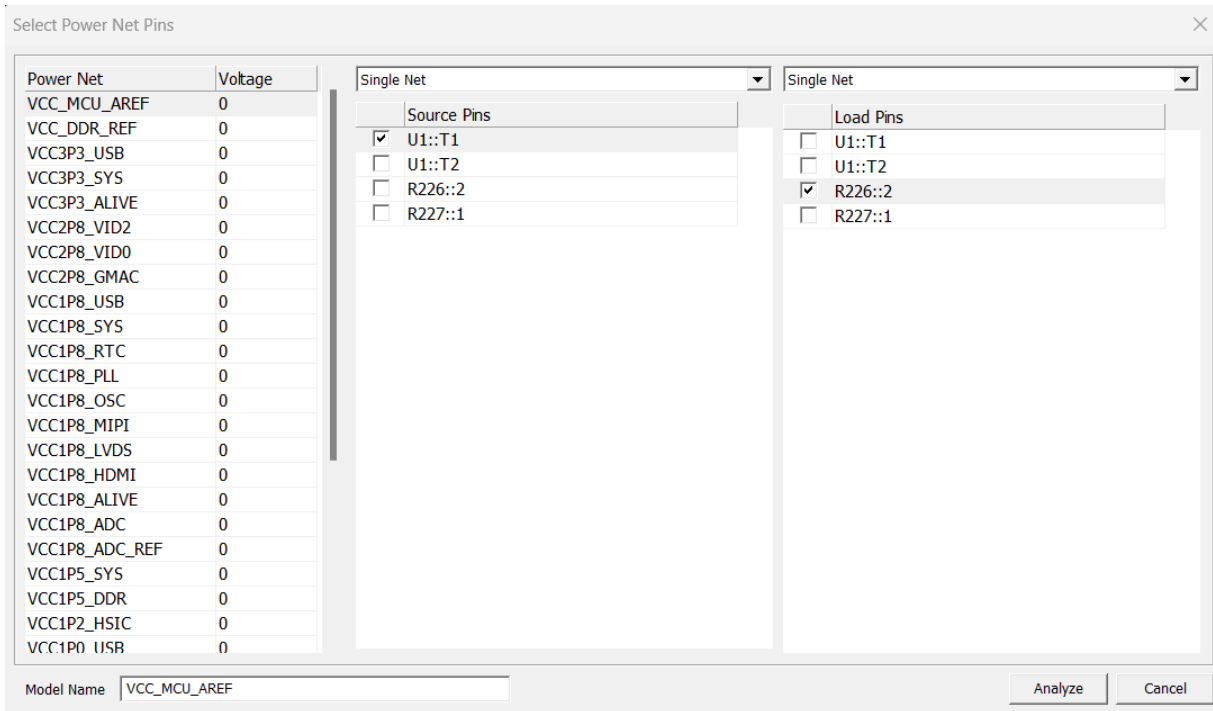 Select Power Net Pins
Power Net Voltage
VCC_MCU_AREF 0
VCC_DDR_REF 0
VCC3P3_USB 0
VCC3P3_SYS 0
VCC3P3_ALIVE 0
VCC2P8_VID2 0
VCC2P8_VID0 0
VCC2P8_GMAC 0
VCC1P8_USB 0
VCC1P8_SYS 0
VCC1P8_RTC 0
VCC1P8_PLL 0
VCC1P8_OSC 0
VCC1P8_MIPI 0
VCC1P8_LVDS 0
VCC1P8_HDMI 0
VCC1P8_ALIVE 0
VCC1P8_ADC 0
VCC1P8_ADC_REF 0
VCC1P5_SYS 0
VCC1P5_DDR 0
VCC1P2_HSIC 0
VCC1P0_USB 0
Single Net
Source Pins
U1::T1
U1::T2
R226::2
R227::1
Single Net
Load Pins
U1::T1
U1::T2
R226::2
R227::1
Model Name VCC_MCU_AREF
Analyze Cancel